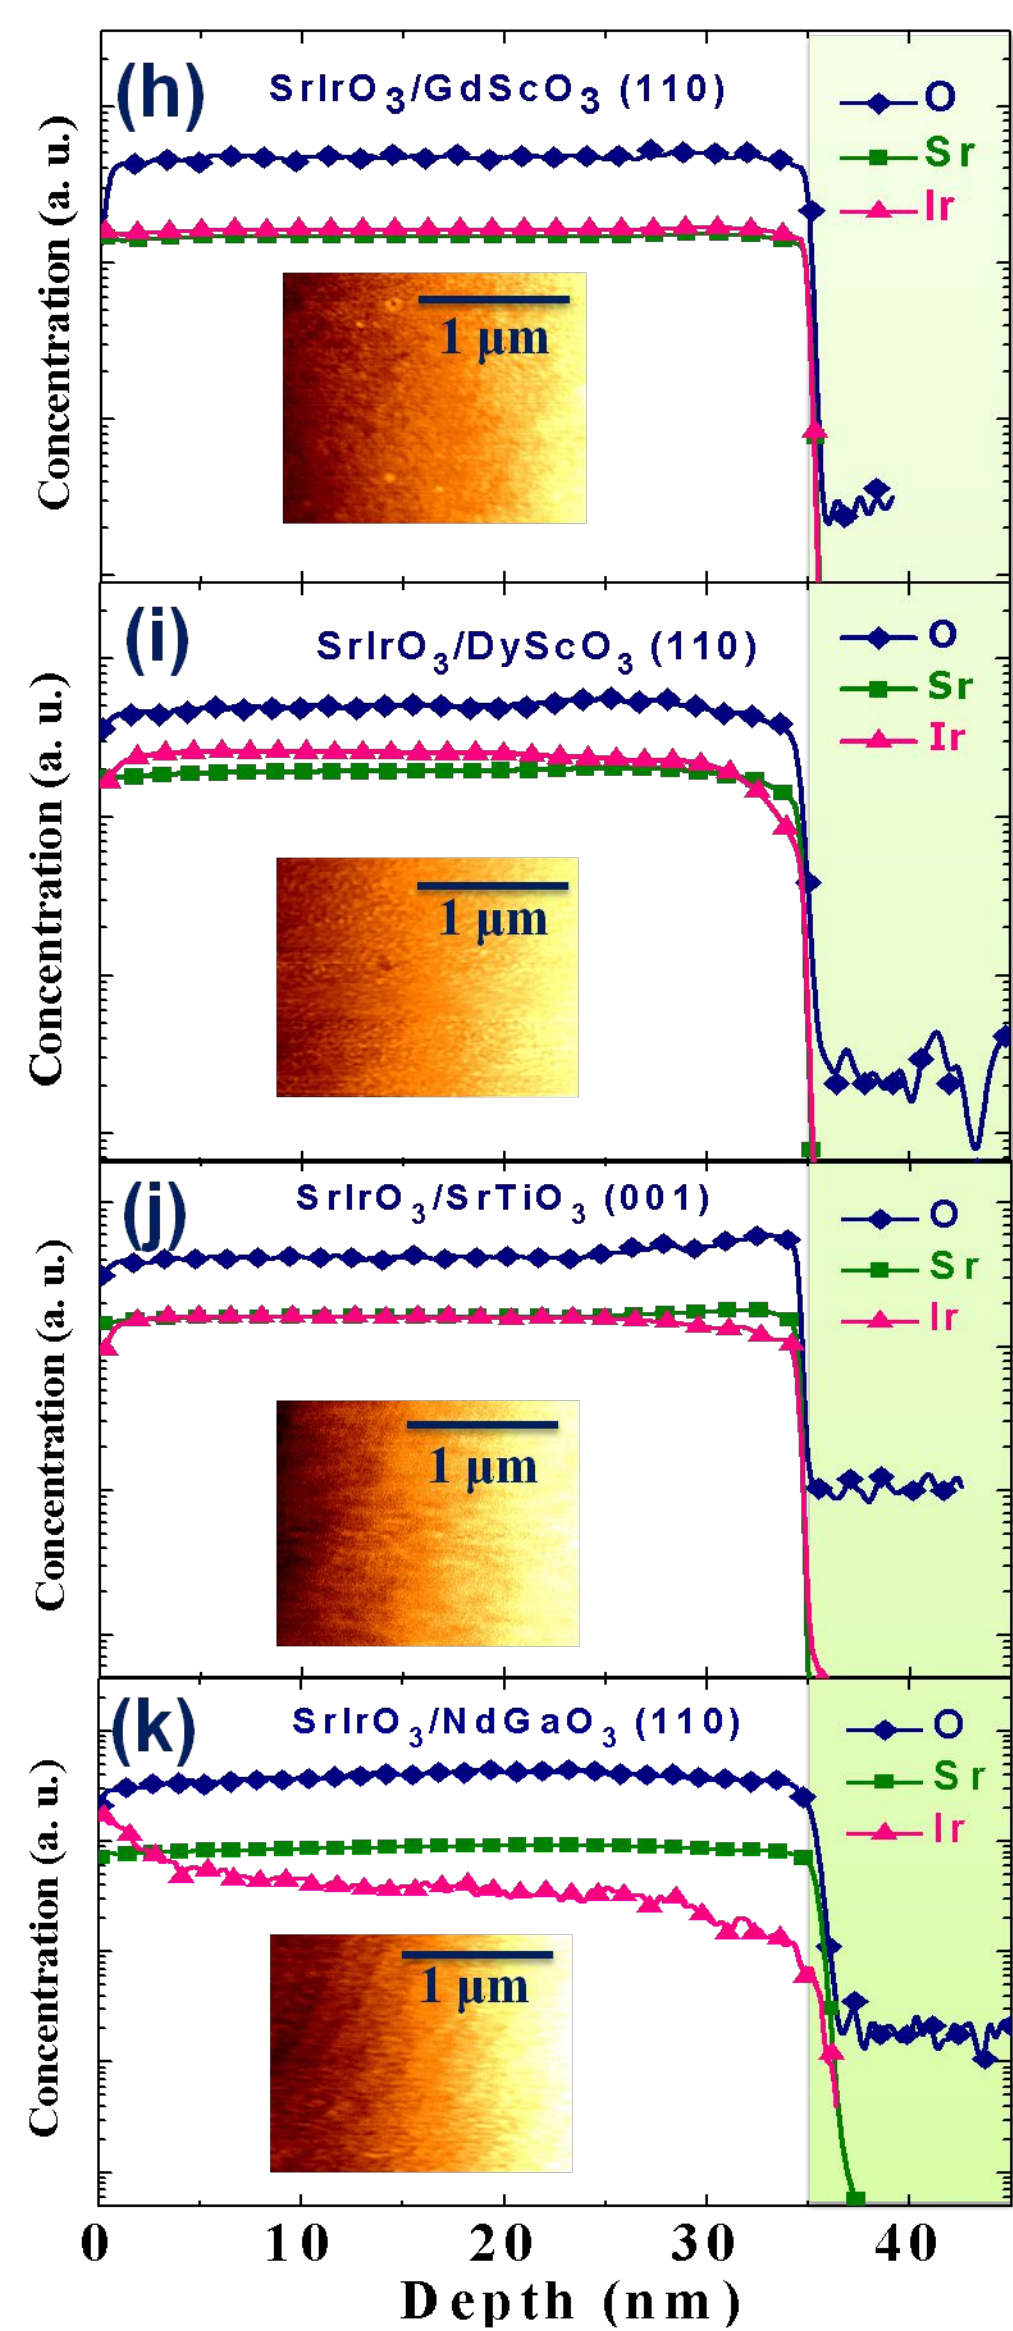 (h) SrIrO3/GdScO3 (110)
O
Sr
Ir
1 μm
Concentration (a. u.)
(i) SrIrO3/DyScO3 (110)
O
Sr
Ir
1 μm
Concentration (a. u.)
(j) SrIrO3/SrTiO3 (001)
O
Sr
Ir
1 μm
Concentration (a. u.)
(k) SrIrO3/NdGaO3 (110)
O
Sr
Ir
1 μm
Concentration (a. u.)
0 10 20 30 40
Depth (nm)